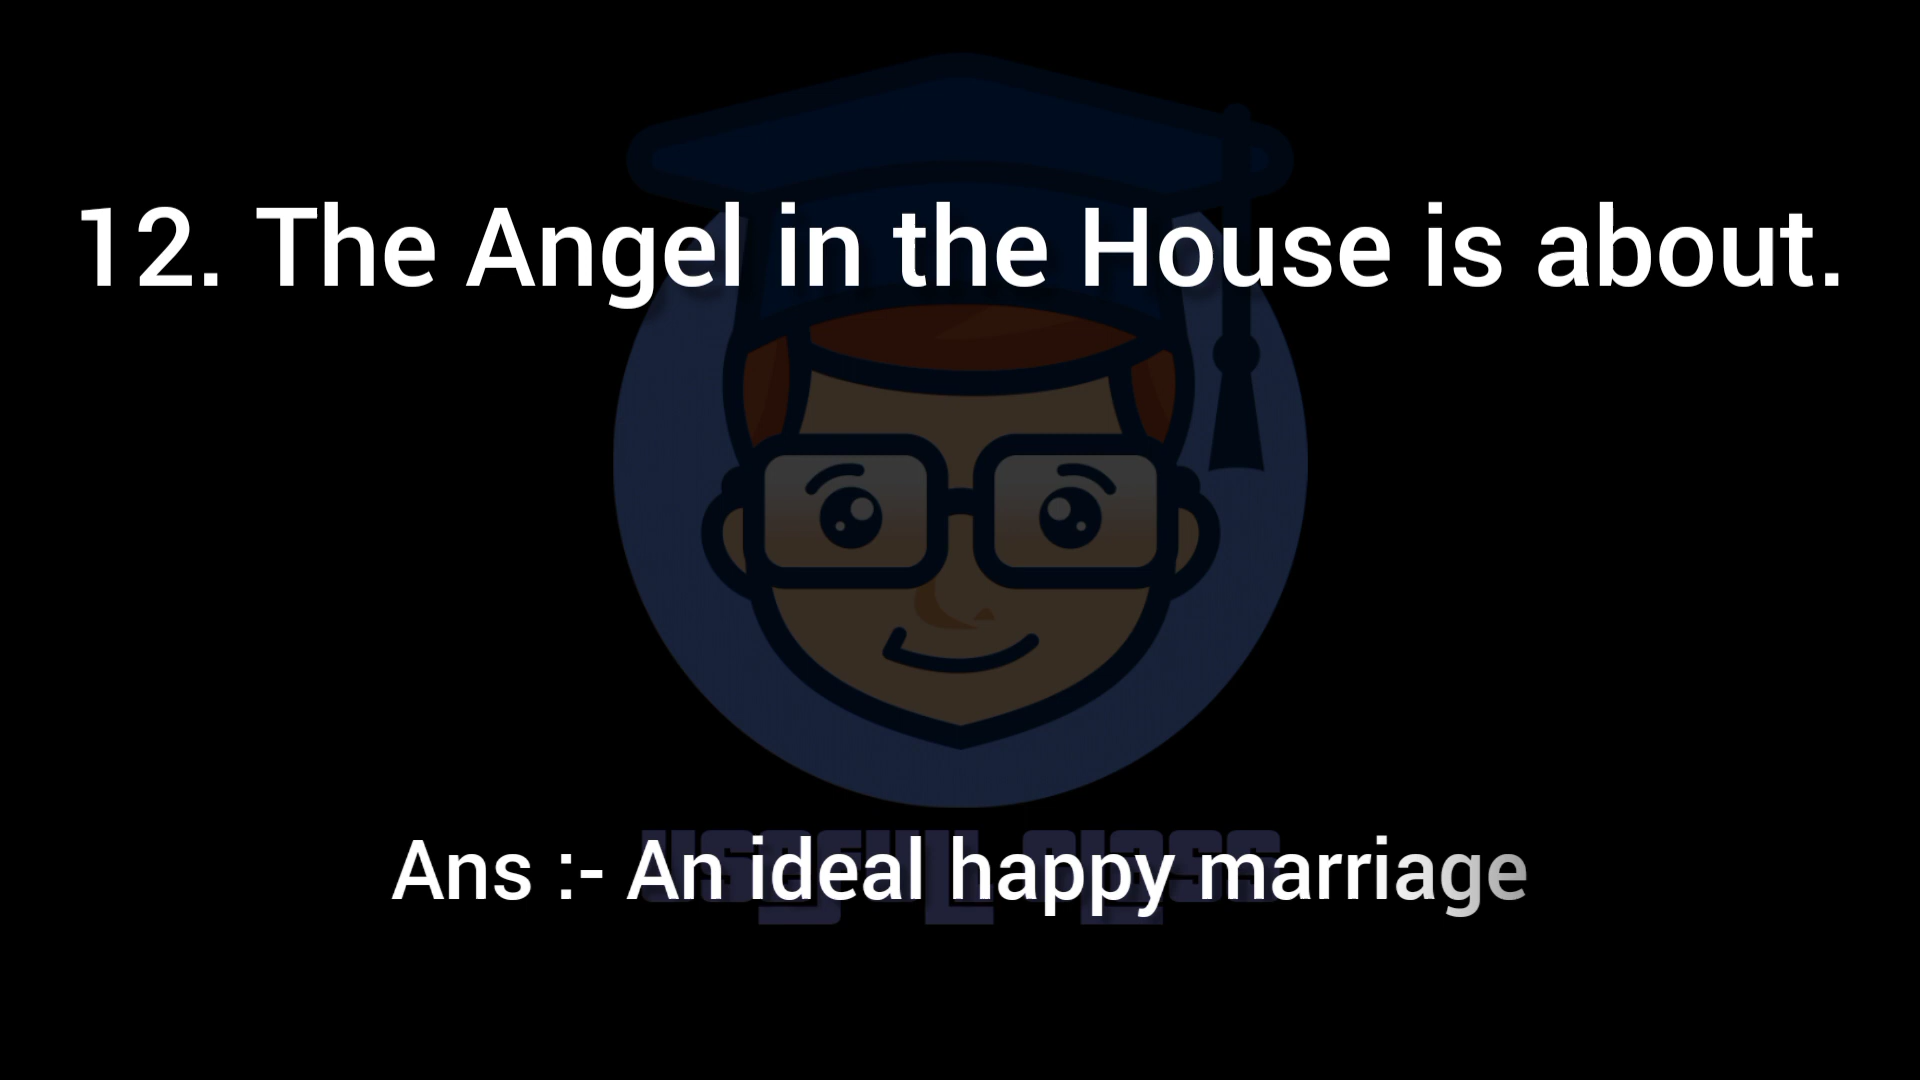 12. The Angel in the House is about.
Ans :- An ideal happy marriage